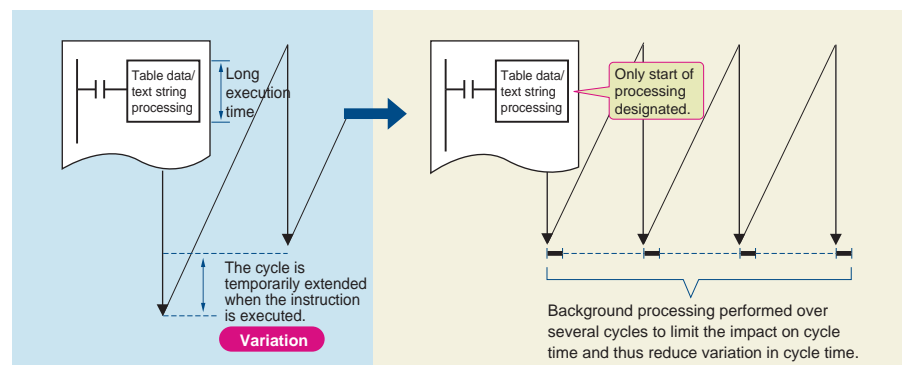 Table data/
text string
processing
Long
execution
time
The cycle is
temporarily extended
when the instruction
is executed.
Variation
Table data/
text string
processing
Only start of
processing
designated.
Background processing performed over
several cycles to limit the impact on cycle
time and thus reduce variation in cycle time.